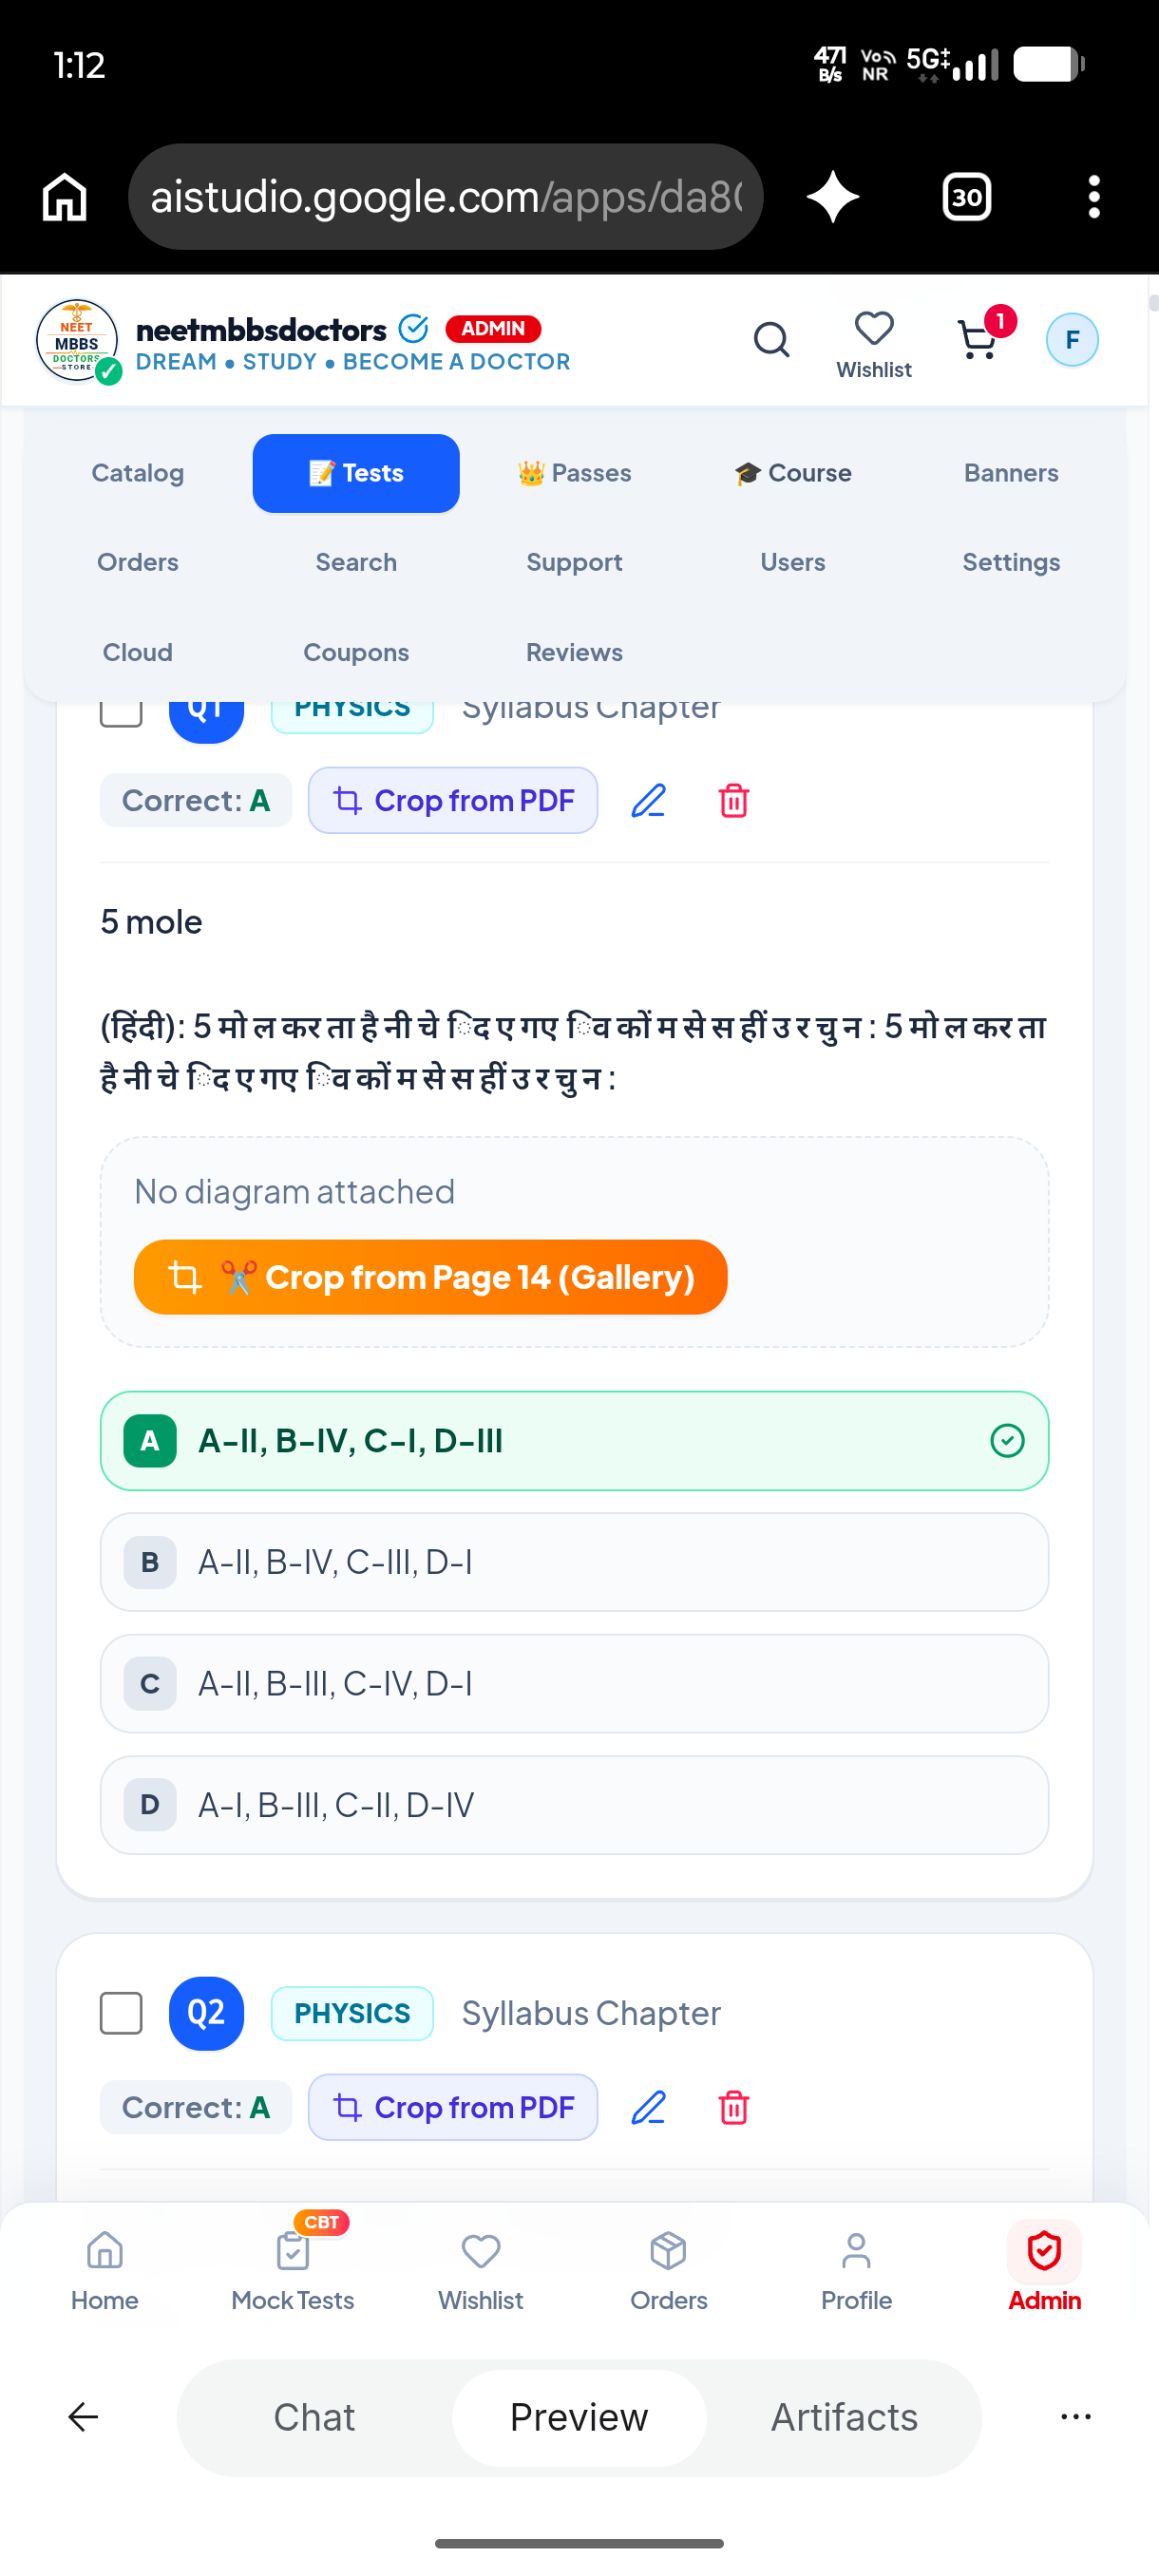 1:12
471 B/s Vo NR 5G
aistudio.google.com/apps/da8
30
NEET MBBS DOCTORS STORE
neetmbbsdoctors ADMIN
DREAM • STUDY • BECOME A DOCTOR
Wishlist
1
F
Catalog 📝 Tests 👑 Passes 🎓 Course Banners
Orders Search Support Users Settings
Cloud Coupons Reviews
Q1 PHYSICS Syllabus Chapter
Correct: A Crop from PDF
5 mole
(हिंदी): 5 मो ल कर ता है नी चे िद ए गए िव कों म से स हीं उ र चु न : 5 मो ल कर ता
है नी चे िद ए गए िव कों म से स हीं उ र चु न :
No diagram attached
✂️ Crop from Page 14 (Gallery)
A A-II, B-IV, C-I, D-III
B A-II, B-IV, C-III, D-I
C A-II, B-III, C-IV, D-I
D A-I, B-III, C-II, D-IV
Q2 PHYSICS Syllabus Chapter
Correct: A Crop from PDF
CBT
Home Mock Tests Wishlist Orders Profile Admin
Chat Preview Artifacts